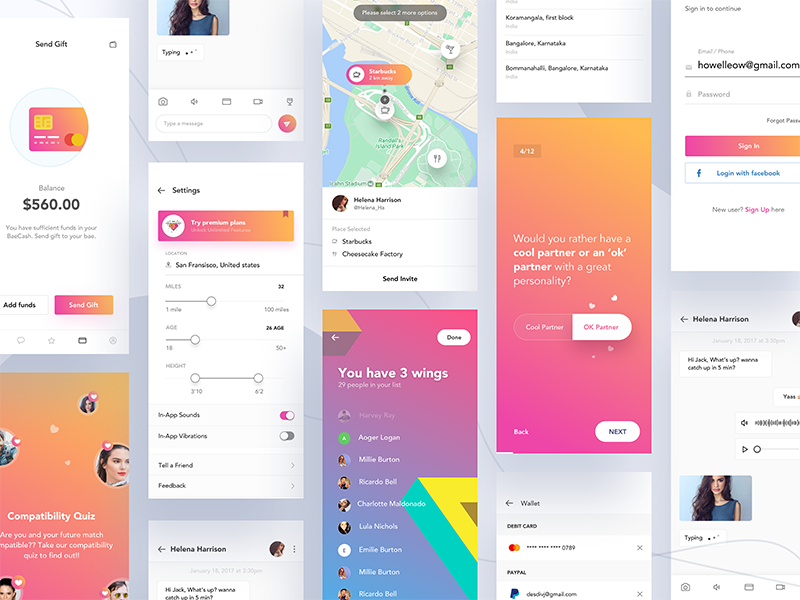 Send Gift
Balance
$560.00
You have sufficient funds in your
BaeCash. Send gift to your bae.
Add funds
Send Gift
Compatibility Quiz
Are you and your future match
mpatible?? Take our compatibility
quiz to find out!!
Typing
Type a message
Settings
Try premium plans
Unlock Unlimited Features
LOCATION
San Fransisco, United states
MILES
32
1 mile
100 miles
AGE
26 AGE
18
50+
HEIGHT
3'10
6'2
In-App Sounds
In-App Vibrations
Tell a Friend
Feedback
Helena Harrison
January 18, 2017 at 3:30pm
Hi Jack, What's up? wanna
catch up in 5 min?
Please select 2 more options
Starbucks
2 km away
Randall's
Island Park
Icahn Stadium
Helena Harrison
@Helena_Ha
Place Selected
Starbucks
Cheesecake Factory
Send Invite
Done
You have 3 wings
29 people in your list
Harvey Ray
A
Aoger Logan
Millie Burton
Ricardo Bell
Charlotte Maldonado
Lula Nichols
E
Emilie Burton
Millie Burton
Ricardo Bell
Koramangala, first block
India
Bangalore, Karnataka
India
Bommanahalli, Bangalore, Karnataka
India
4/12
Would you rather have a
cool partner or an 'ok'
partner with a great
personality?
Cool Partner
OK Partner
Back
NEXT
Wallet
DEBIT CARD
**** **** **** 0789
PAYPAL
desdivj@gmail.com
Sign in to continue
Email / Phone
howelleow@gmail.com
Password
Forgot Passw
Sign In
Login with facebook
New user? Sign Up here
Helena Harrison
January 18, 2017 at 3:30pm
Hi Jack, What's up? wanna
catch up in 5 min?
Yaas
Typing